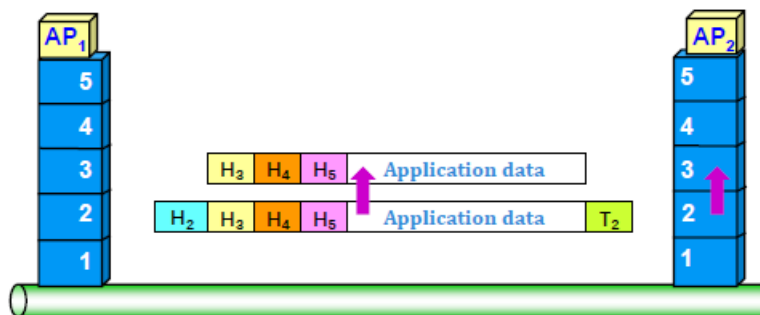 AP₁ AP₂
5 5
4 4
3 H₃ H₄ H₅ Application data 3
2 H₂ H₃ H₄ H₅ Application data T₂ 2
1 1